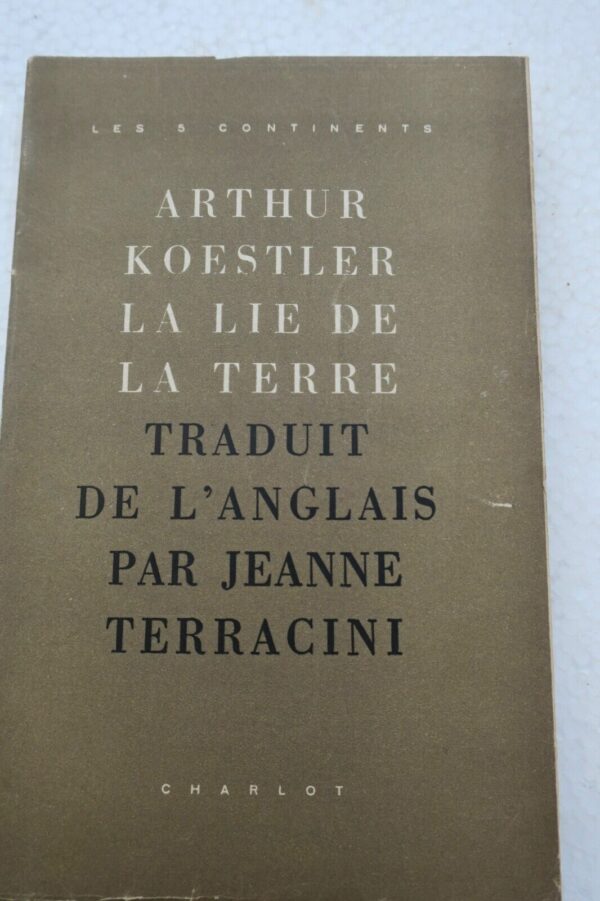 LES 5 CONTINENTS
ARTHUR
KOESTLER
LA LIE DE
LA TERRE
TRADUIT
DE L'ANGLAIS
PAR JEANNE
TERRACINI
CHARLOT